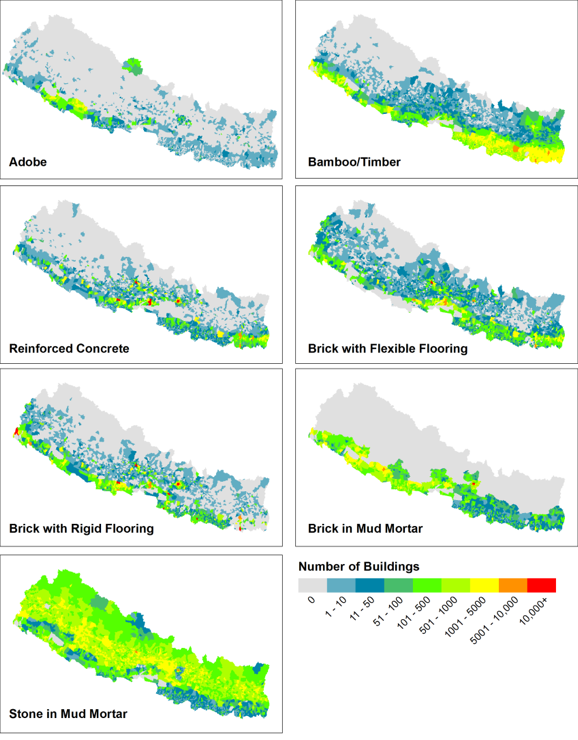 Adobe
Bamboo/Timber
Reinforced Concrete
Brick with Flexible Flooring
Brick with Rigid Flooring
Brick in Mud Mortar
Stone in Mud Mortar
Number of Buildings
0
1 - 10
11 - 50
51 - 100
101 - 500
501 - 1000
1001 - 5000
5001 - 10,000
10,000+